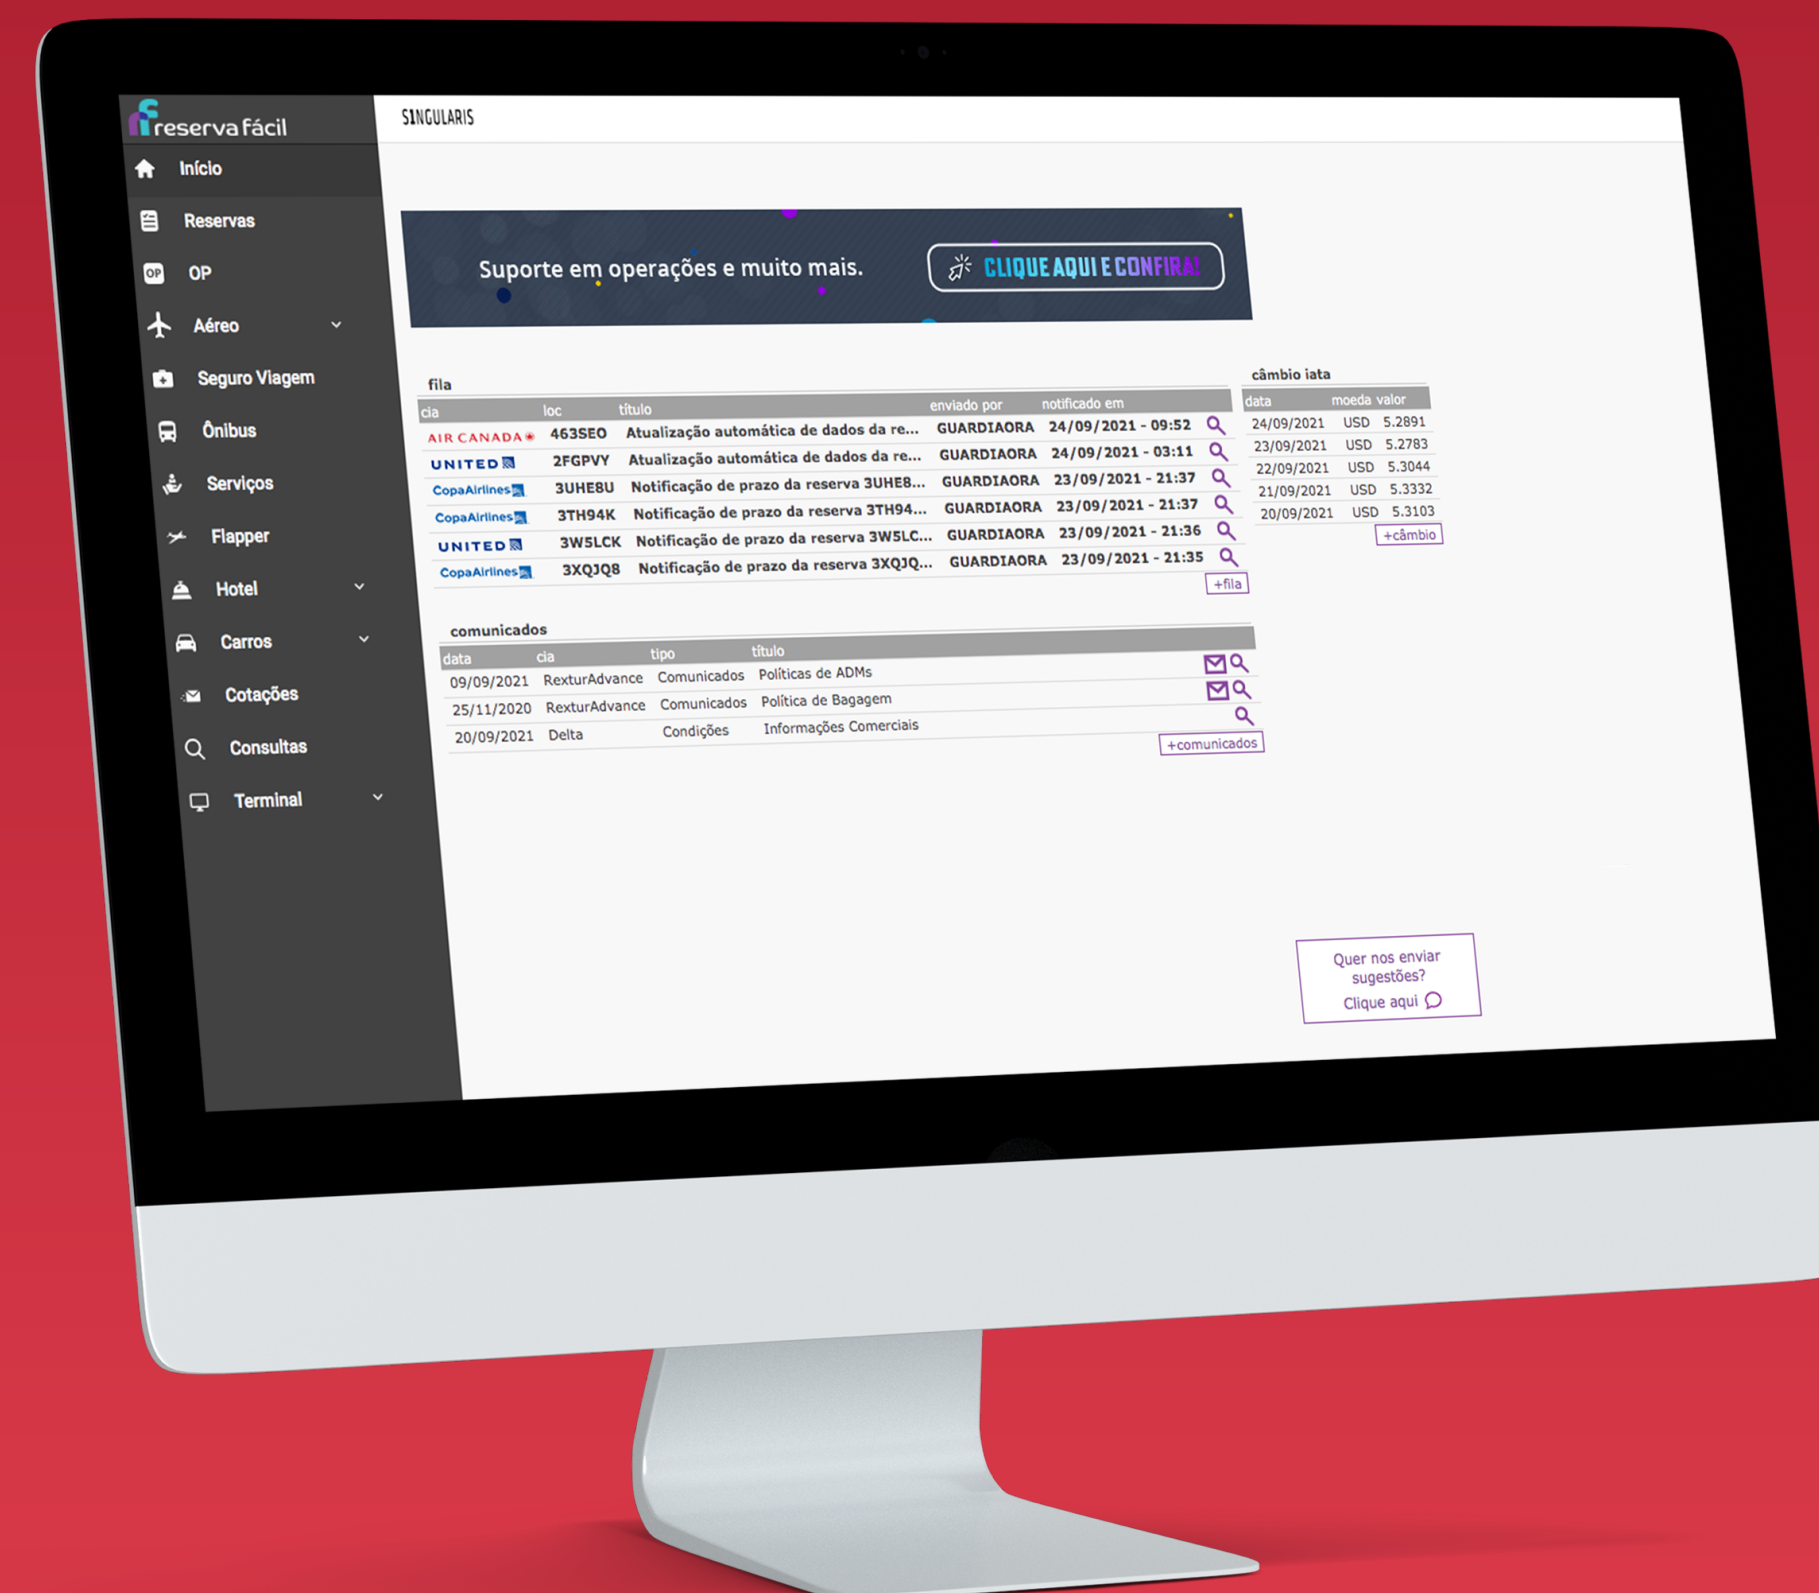 reserva fácil
SINGULARIS
Início
Reservas
OP OP
Aéreo
Seguro Viagem
Ônibus
Serviços
Flapper
Hotel
Carros
Cotações
Consultas
Terminal
Suporte em operações e muito mais.
CLIQUE AQUI E CONFIRA!
fila
cia loc título enviado por notificado em
AIR CANADA 463SEO Atualização automática de dados da re... GUARDIAORA 24/09/2021 - 09:52
UNITED 2FGPVY Atualização automática de dados da re... GUARDIAORA 24/09/2021 - 03:11
CopaAirlines 3UHE8U Notificação de prazo da reserva 3UHE8... GUARDIAORA 23/09/2021 - 21:37
CopaAirlines 3TH94K Notificação de prazo da reserva 3TH94... GUARDIAORA 23/09/2021 - 21:37
UNITED 3W5LCK Notificação de prazo da reserva 3W5LC... GUARDIAORA 23/09/2021 - 21:36
CopaAirlines 3XQJQ8 Notificação de prazo da reserva 3XQJQ... GUARDIAORA 23/09/2021 - 21:35
+fila
câmbio iata
data moeda valor
24/09/2021 USD 5.2891
23/09/2021 USD 5.2783
22/09/2021 USD 5.3044
21/09/2021 USD 5.3332
20/09/2021 USD 5.3103
+câmbio
comunicados
data cia tipo título
09/09/2021 RexturAdvance Comunicados Políticas de ADMs
25/11/2020 RexturAdvance Comunicados Política de Bagagem
20/09/2021 Delta Condições Informações Comerciais
+comunicados
Quer nos enviar
sugestões?
Clique aqui